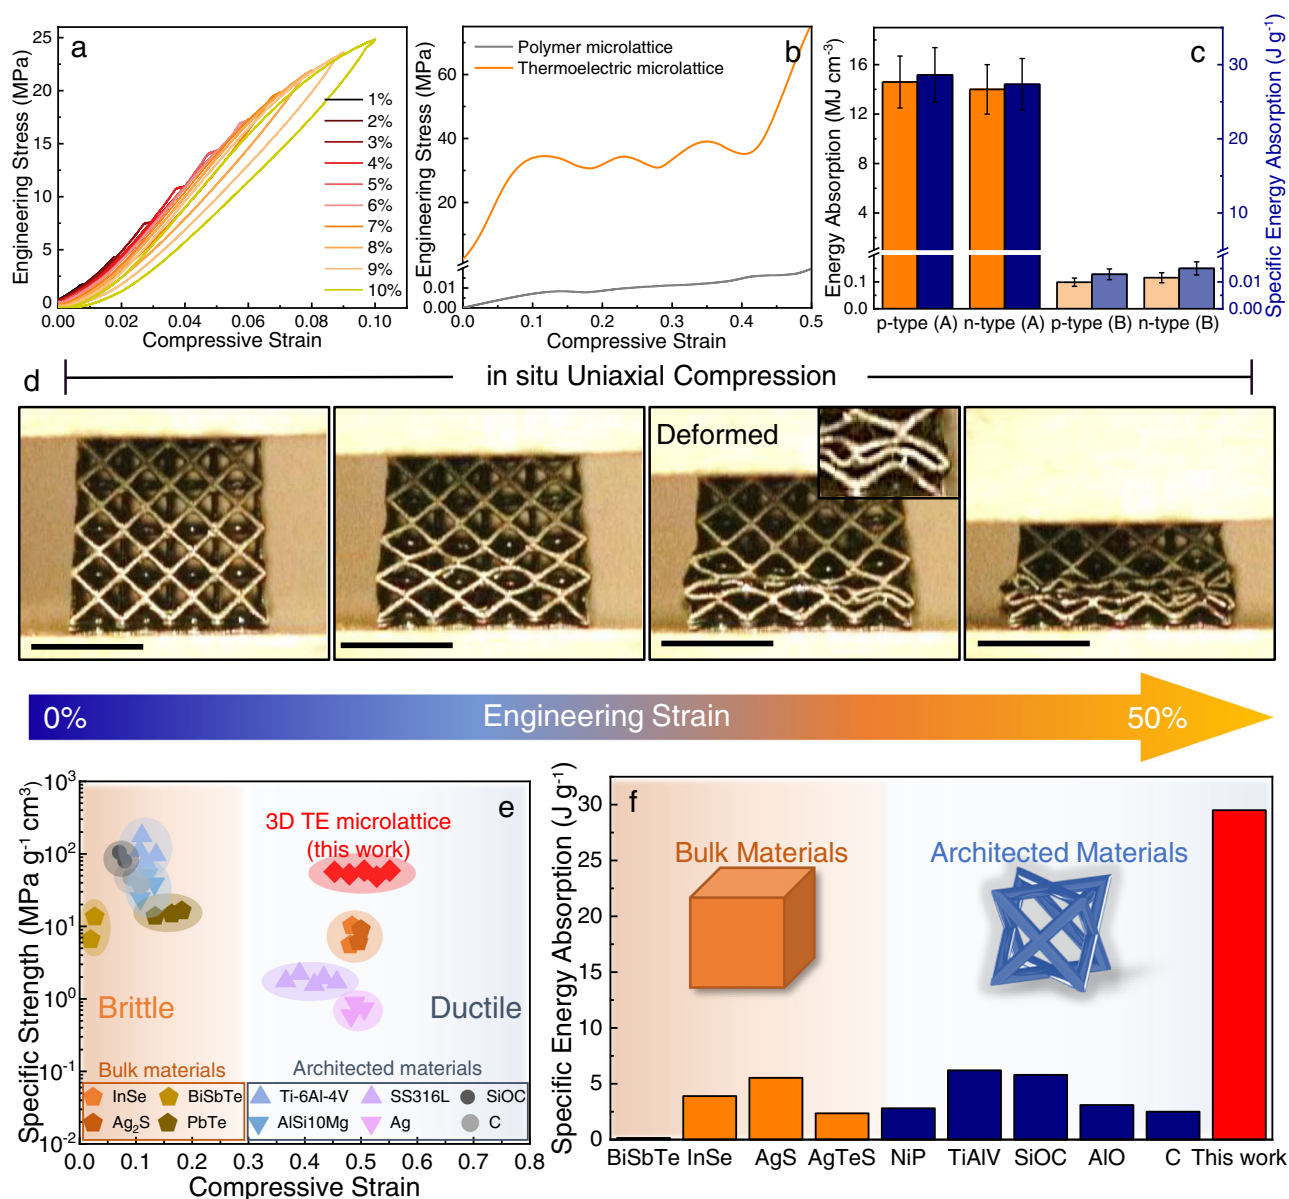 a
Engineering Stress (MPa)
25
20
15
10
5
0
0.00
0.02
0.04
0.06
0.08
0.10
Compressive Strain
1%
2%
3%
4%
5%
6%
7%
8%
9%
10%
b
Engineering Stress (MPa)
Polymer microlattice
Thermoelectric microlattice
60
40
20
0.01
0.00
0.0
0.1
0.2
0.3
0.4
0.5
Compressive Strain
c
Energy Absorption (MJ cm⁻³)
16
12
8
4
0.1
0.0
Specific Energy Absorption (J g⁻¹)
30
20
10
0.01
0.00
p-type (A)
n-type (A)
p-type (B)
n-type (B)
d
in situ Uniaxial Compression
Deformed
0%
Engineering Strain
50%
e
Specific Strength (MPa g⁻¹ cm³)
10³
10²
10¹
10⁰
10⁻¹
10⁻²
3D TE microlattice
(this work)
Brittle
Ductile
Bulk materials
InSe
BiSbTe
Ag₂S
PbTe
Architected materials
Ti-6Al-4V
SS316L
SiOC
AlSi10Mg
Ag
C
0.0
0.1
0.2
0.3
0.4
0.5
0.6
0.7
0.8
Compressive Strain
f
Specific Energy Absorption (J g⁻¹)
30
25
20
15
10
5
0
Bulk Materials
Architected Materials
BiSbTe
InSe
AgS
AgTeS
NiP
TiAlV
SiOC
AlO
C
This work